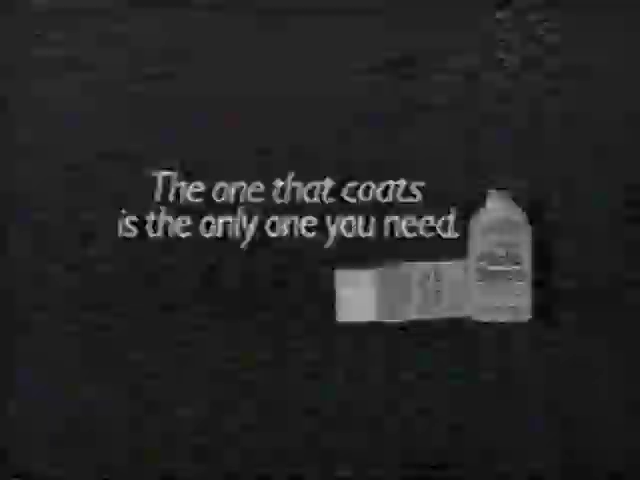 The one that coats
is the only one you need.